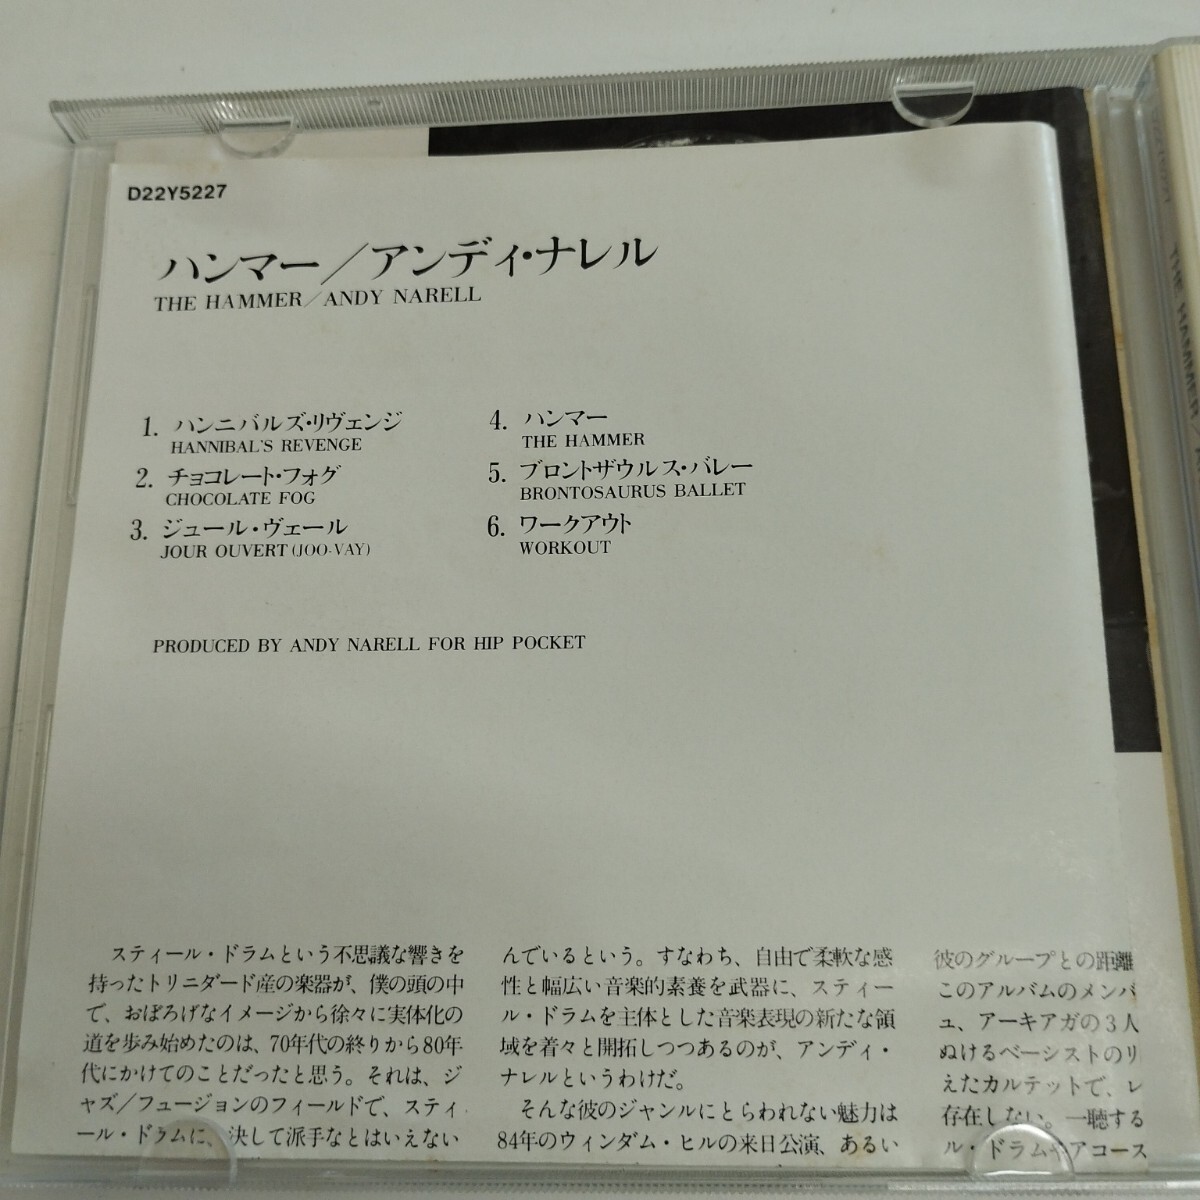 D22Y5227
ハンマー/アンディ・ナレル
THE HAMMER/ANDY NARELL
1. ハンニバルズ・リヴェンジ
HANNIBAL'S REVENGE
2. チョコレート・フォグ
CHOCOLATE FOG
3. ジュール・ヴェール
JOUR OUVERT (JOO-VAY)
4. ハンマー
THE HAMMER
5. ブロントザウルス・バレー
BRONTOSAURUS BALLET
6. ワークアウト
WORKOUT
PRODUCED BY ANDY NARELL FOR HIP POCKET
スティール・ドラムという不思議な響きを
持ったトリニダード産の楽器が、僕の頭の中
で、おぼろげなイメージから徐々に実体化の
道を歩み始めたのは、70年代の終りから80年
代にかけてのことだったと思う。それは、ジ
ャズ/フュージョンのフィールドで、スティ
ール・ドラムに、決して派手なとはいえない
んでいるという。すなわち、自由で柔軟な感
性と幅広い音楽的素養を武器に、スティー
ル・ドラムを主体とした音楽表現の新たな領
域を着々と開拓しつつあるのが、アンディ・
ナレルというわけだ。
そんな彼のジャンルにとらわれない魅力は
84年のウィンダム・ヒルの来日公演、あるい
彼のグループとの距離
このアルバムのメンバ
ュ、アーキアガの3人
ぬけるベーシストのリ
えたカルテットで、レ
存在しない。一聴する
ル・ドラムやアコース
THE HAMMER